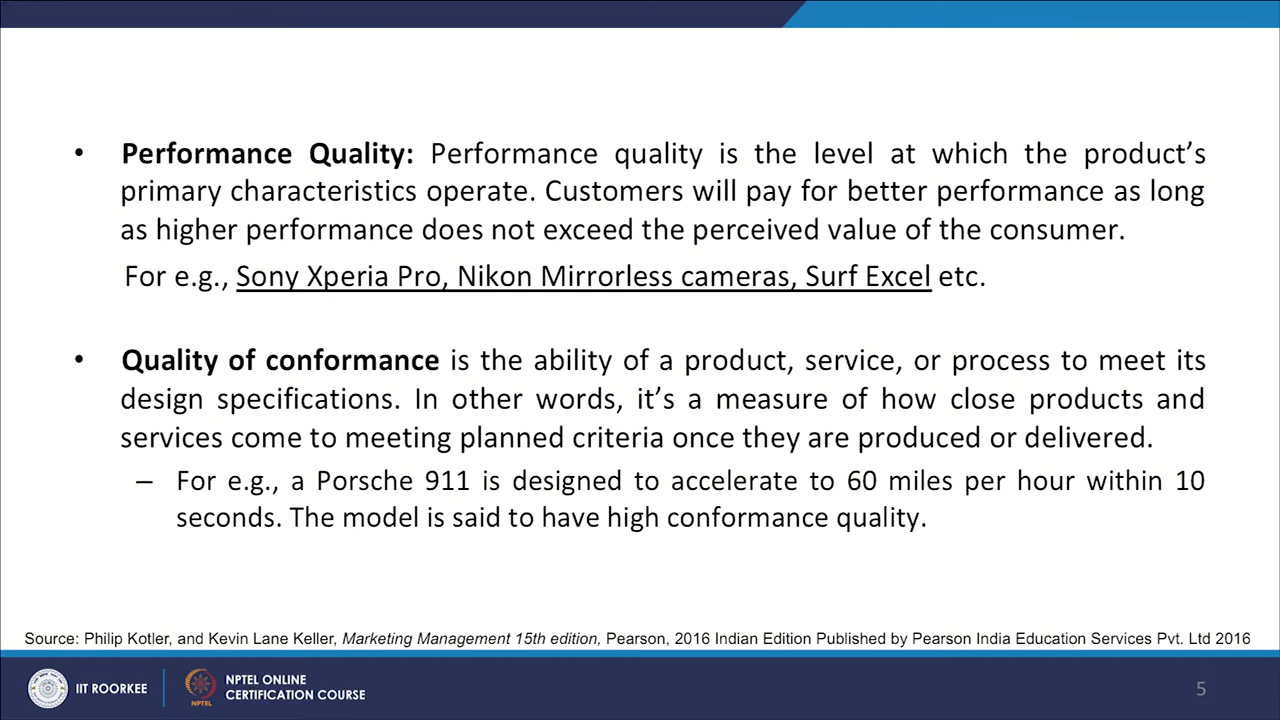 • Performance Quality: Performance quality is the level at which the product's
primary characteristics operate. Customers will pay for better performance as long
as higher performance does not exceed the perceived value of the consumer.
For e.g., Sony Xperia Pro, Nikon Mirrorless cameras, Surf Excel etc.
• Quality of conformance is the ability of a product, service, or process to meet its
design specifications. In other words, it's a measure of how close products and
services come to meeting planned criteria once they are produced or delivered.
– For e.g., a Porsche 911 is designed to accelerate to 60 miles per hour within 10
seconds. The model is said to have high conformance quality.
Source: Philip Kotler, and Kevin Lane Keller, Marketing Management 15th edition, Pearson, 2016 Indian Edition Published by Pearson India Education Services Pvt. Ltd 2016
IIT ROORKEE
NPTEL
NPTEL ONLINE
CERTIFICATION COURSE
5